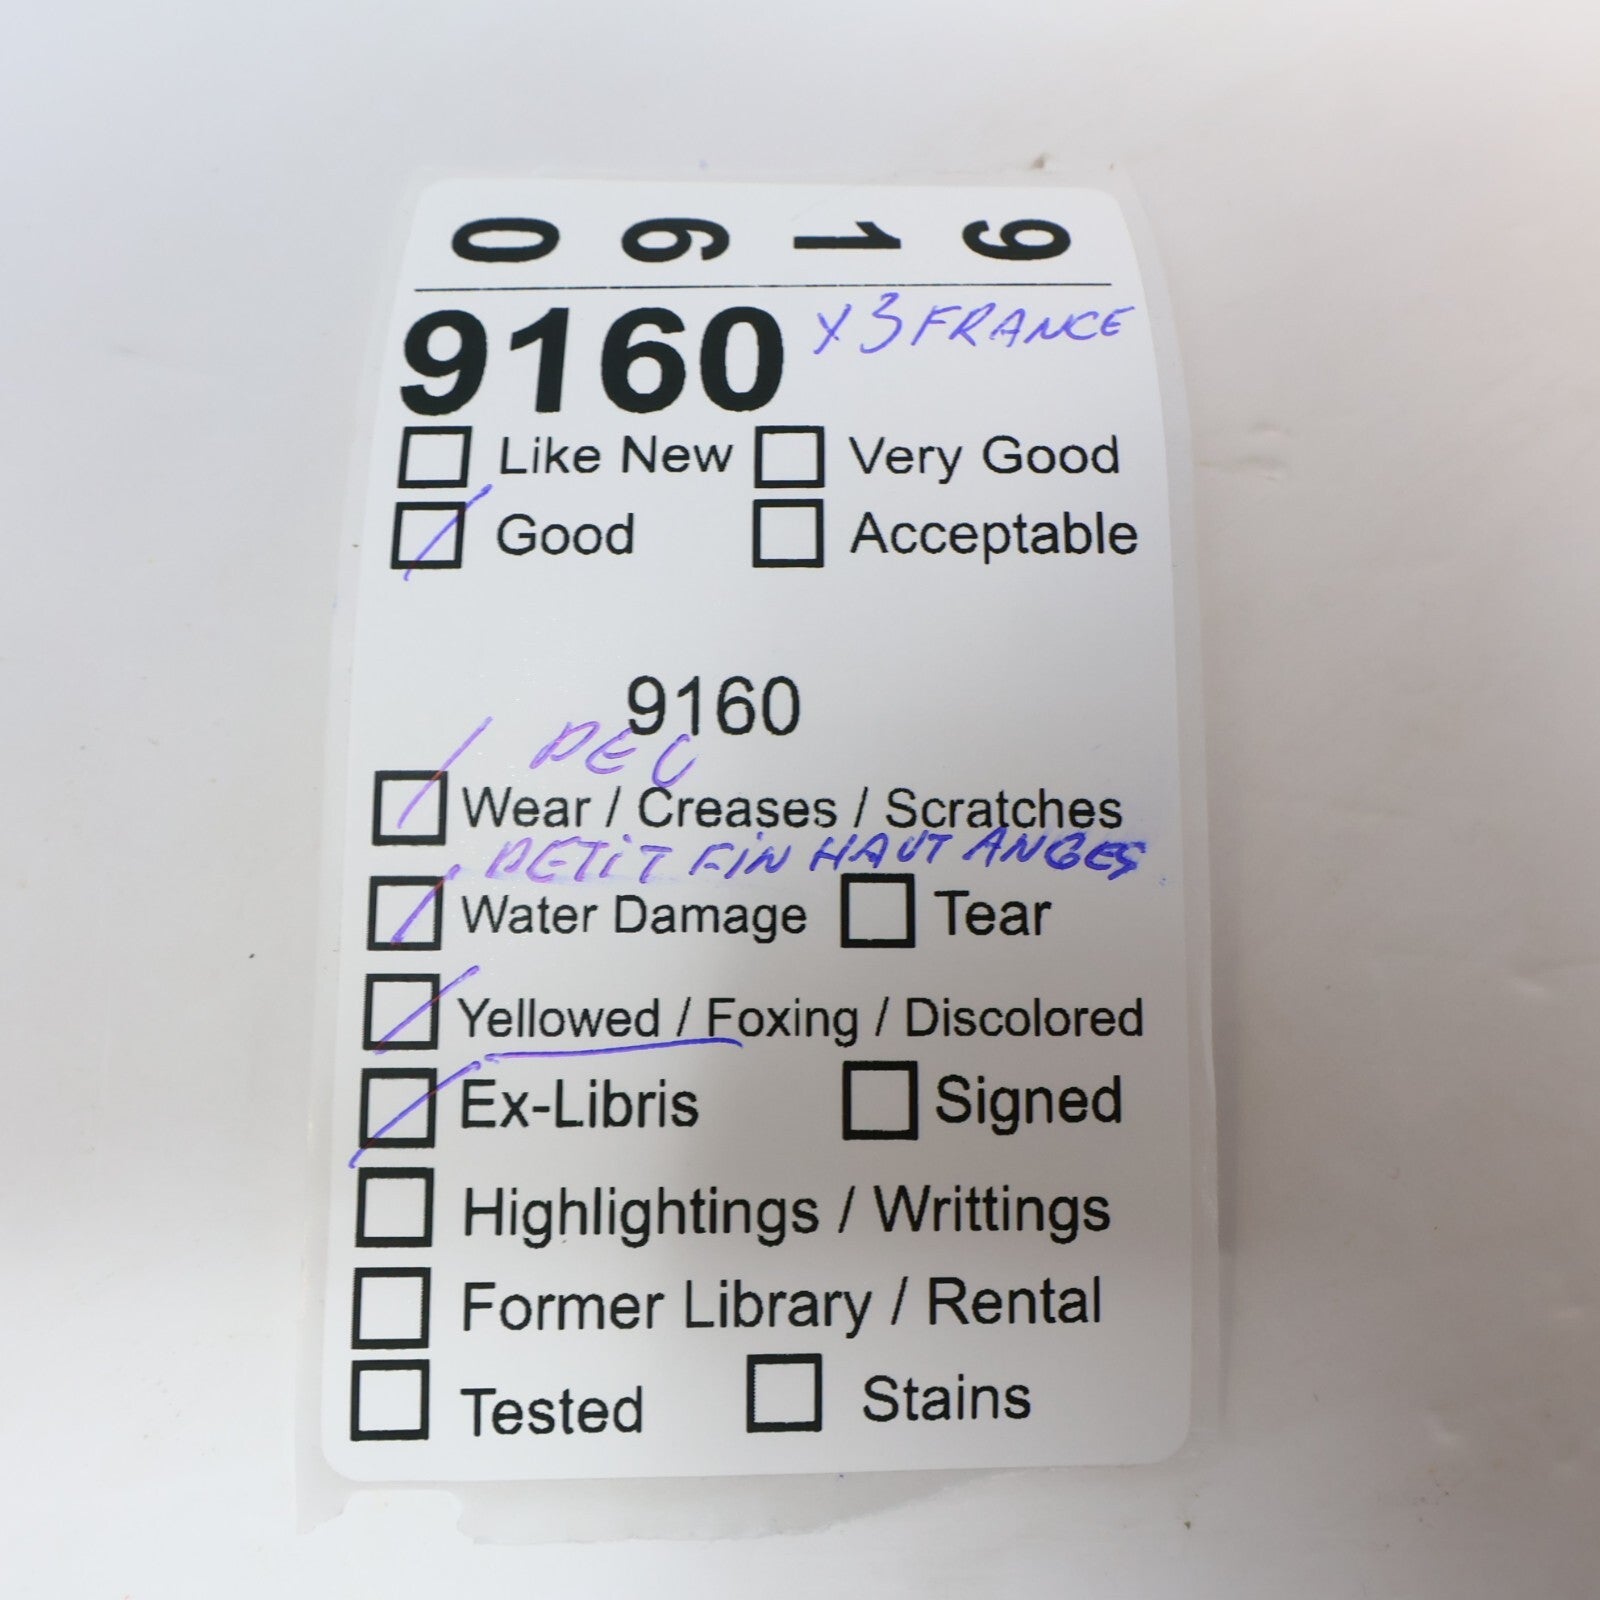 9 1 6 0
9160 X3 FRANCE
Like New Very Good
Good Acceptable
9160
Wear / Creases / Scratches
PETIT FIN HAUT ANGES
Water Damage Tear
Yellowed / Foxing / Discolored
Ex-Libris Signed
Highlightings / Writtings
Former Library / Rental
Tested Stains